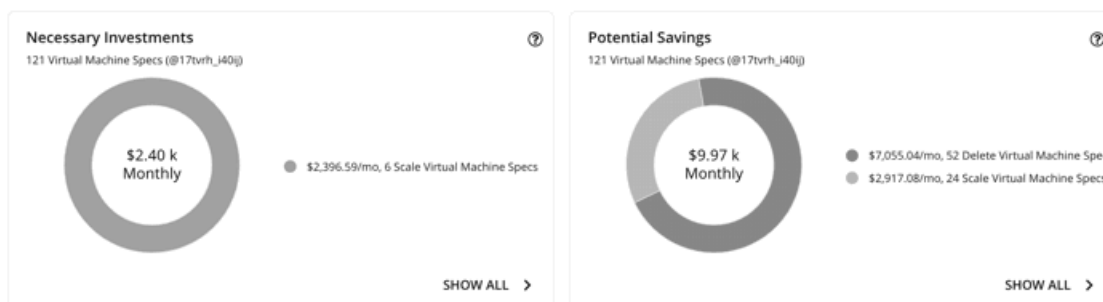 Necessary Investments
121 Virtual Machine Specs (@17tvrh_i40ij)
$2.40 k
Monthly
$2,396.59/mo, 6 Scale Virtual Machine Specs
SHOW ALL
Potential Savings
121 Virtual Machine Specs (@17tvrh_i40ij)
$9.97 k
Monthly
$7,055.04/mo, 52 Delete Virtual Machine Spe
$2,917.08/mo, 24 Scale Virtual Machine Specs
SHOW ALL